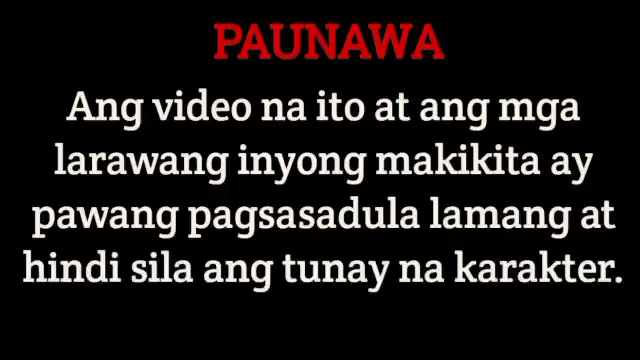 PAUNAWA
Ang video na ito at ang mga
larawang inyong makikita ay
pawang pagsasadula lamang at
hindi sila ang tunay na karakter.